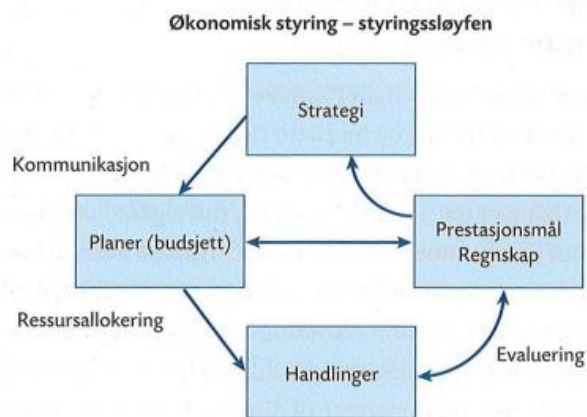 Økonomisk styring – styringssløyfen
Strategi
Kommunikasjon
Planer (budsjett)
Prestasjonsmål
Regnskap
Ressursallokering
Evaluering
Handlinger